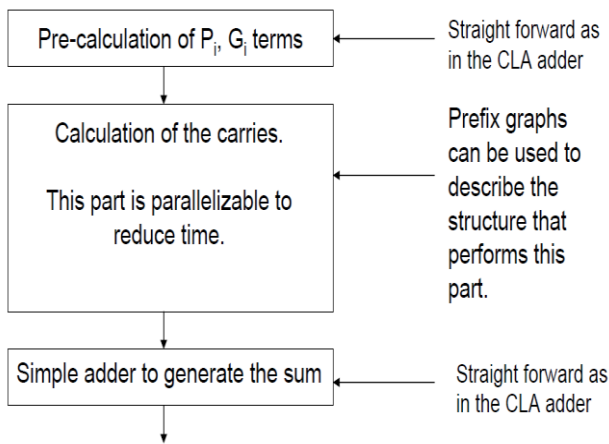 Pre-calculation of Pi, Gi terms
Straight forward as
in the CLA adder
Calculation of the carries.
This part is parallelizable to
reduce time.
Prefix graphs
can be used to
describe the
structure that
performs this
part.
Simple adder to generate the sum
Straight forward as
in the CLA adder